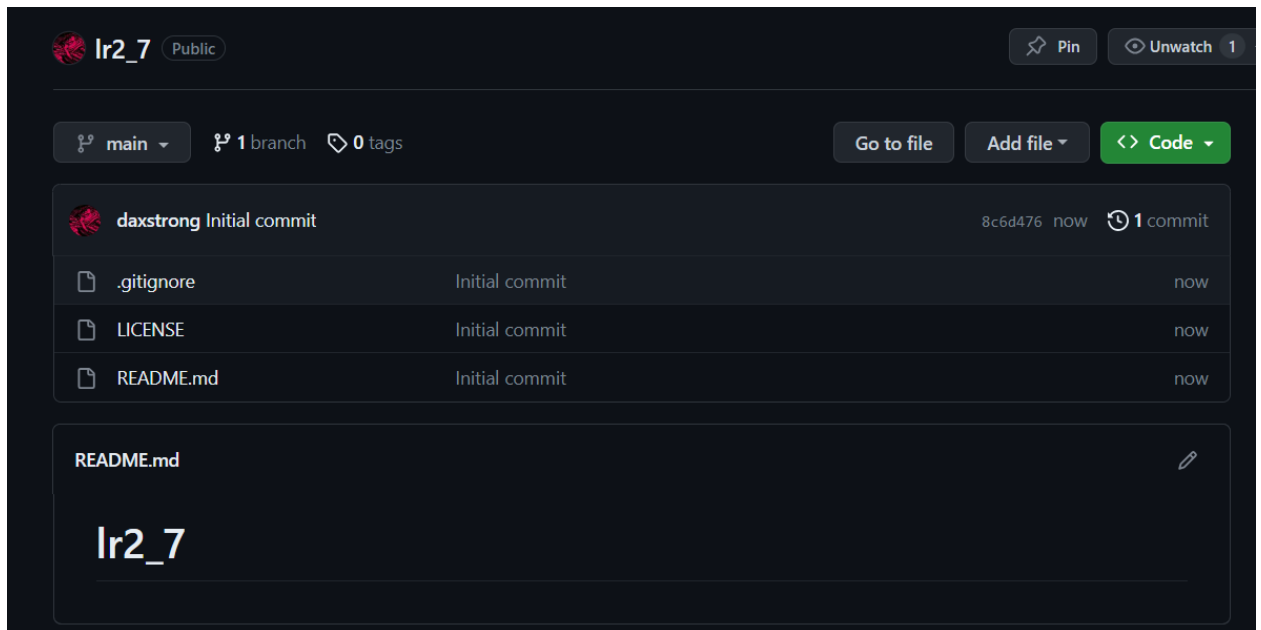 lr2_7 Public Pin Unwatch 1
main 1 branch 0 tags Go to file Add file Code
daxstrong Initial commit 8c6d476 now 1 commit
.gitignore Initial commit now
LICENSE Initial commit now
README.md Initial commit now
README.md
lr2_7